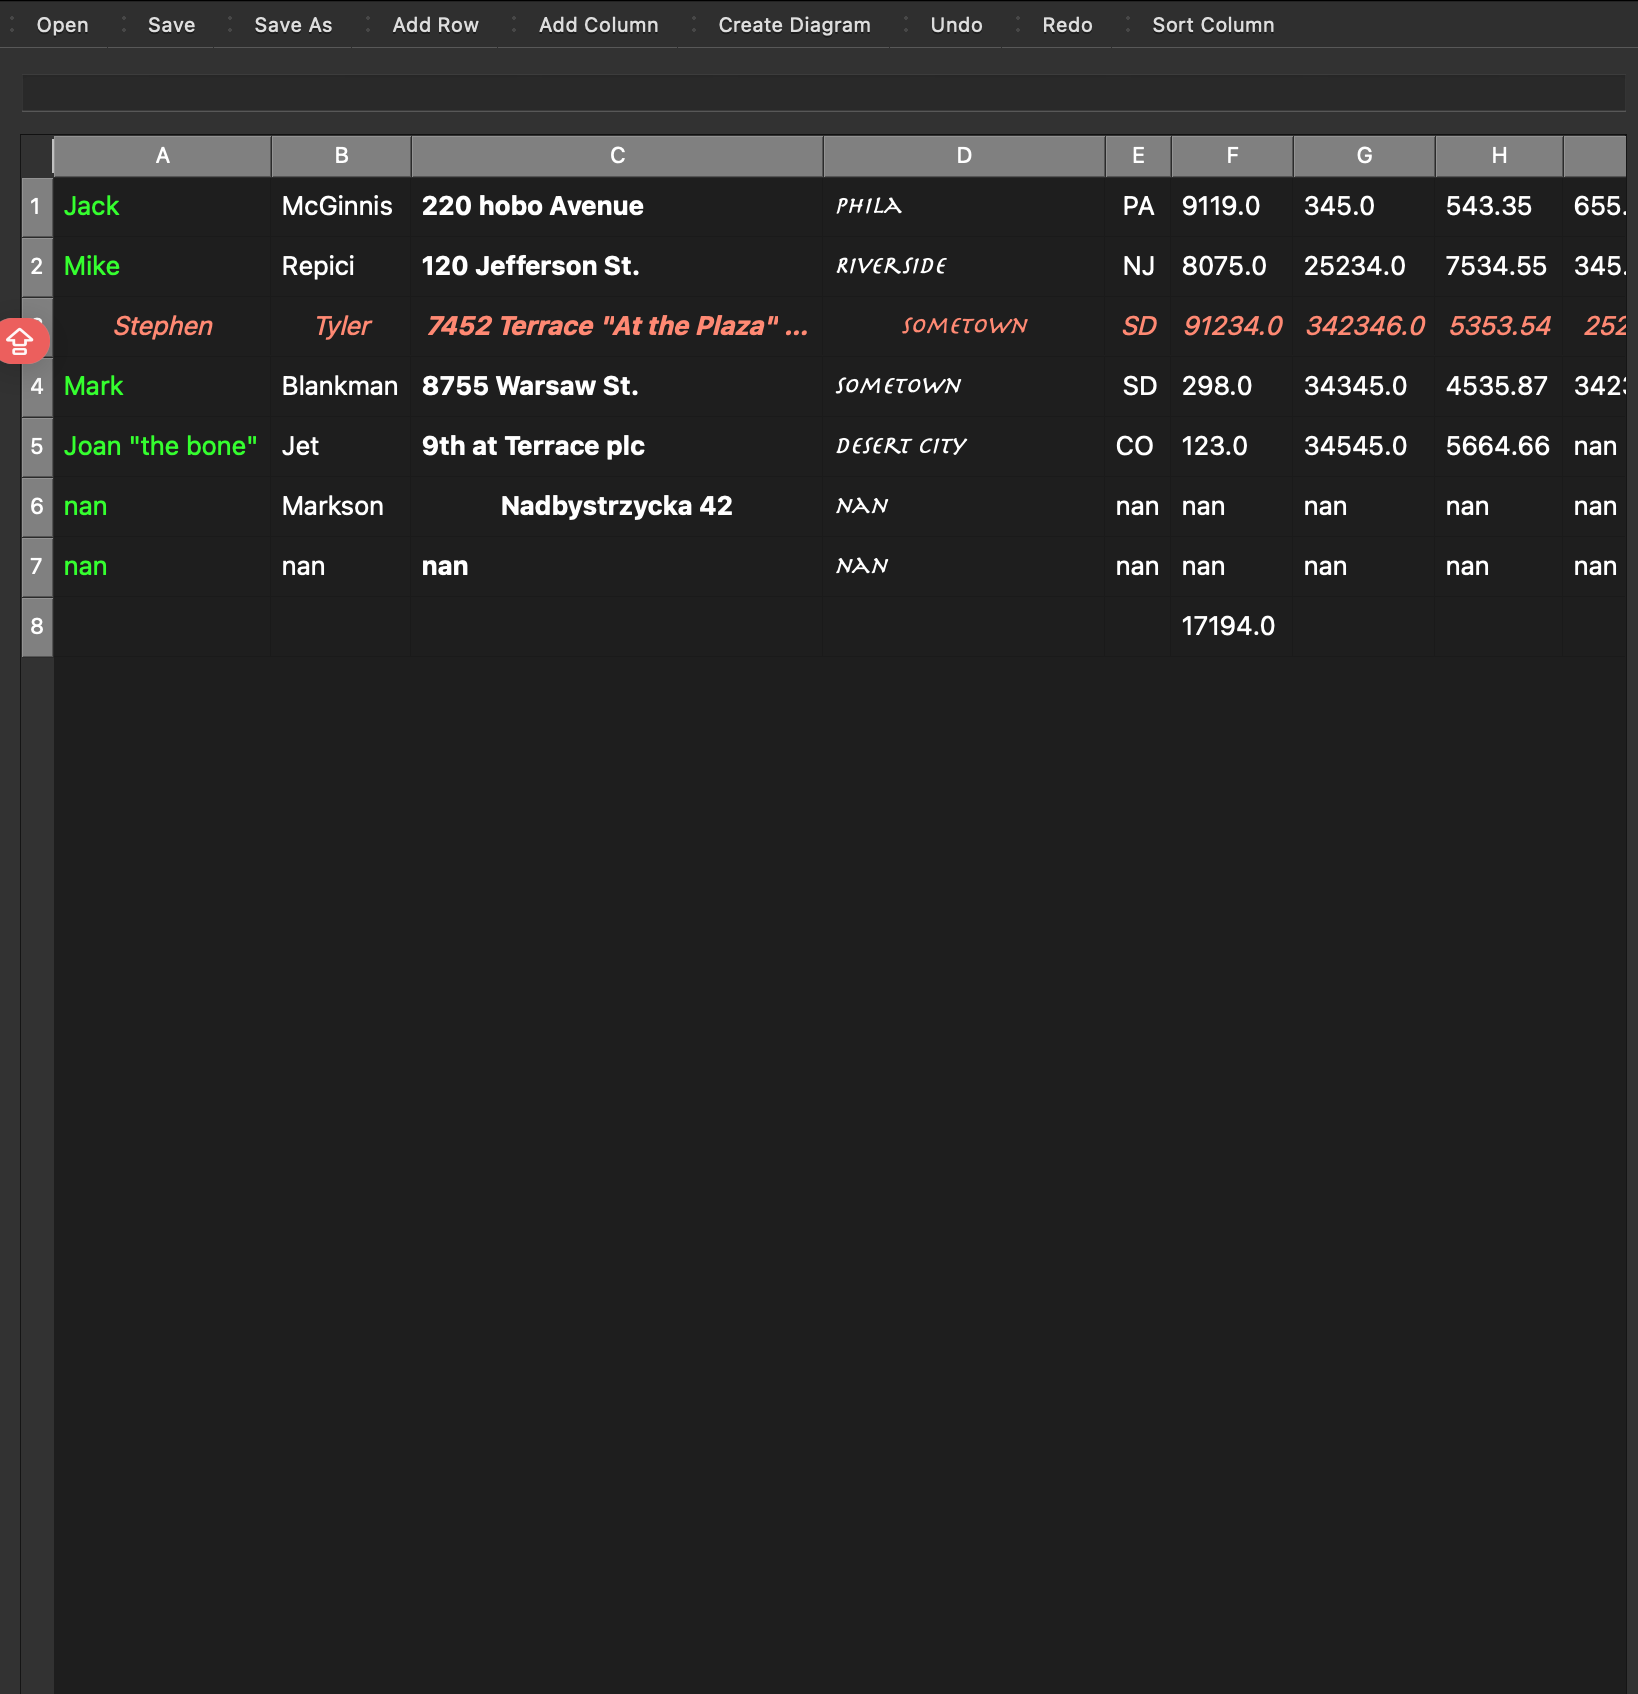 Open Save Save As Add Row Add Column Create Diagram Undo Redo Sort Column
A B C D E F G H
1 Jack McGinnis 220 hobo Avenue PHILA PA 9119.0 345.0 543.35 655.
2 Mike Repici 120 Jefferson St. RIVERSIDE NJ 8075.0 25234.0 7534.55 345.
Stephen Tyler 7452 Terrace "At the Plaza" ... SOMETOWN SD 91234.0 342346.0 5353.54 252
4 Mark Blankman 8755 Warsaw St. SOMETOWN SD 298.0 34345.0 4535.87 342
5 Joan "the bone" Jet 9th at Terrace plc DESERT CITY CO 123.0 34545.0 5664.66 nan
6 nan Markson Nadbystrzycka 42 NAN nan nan nan nan nan
7 nan nan nan NAN nan nan nan nan nan
8 17194.0